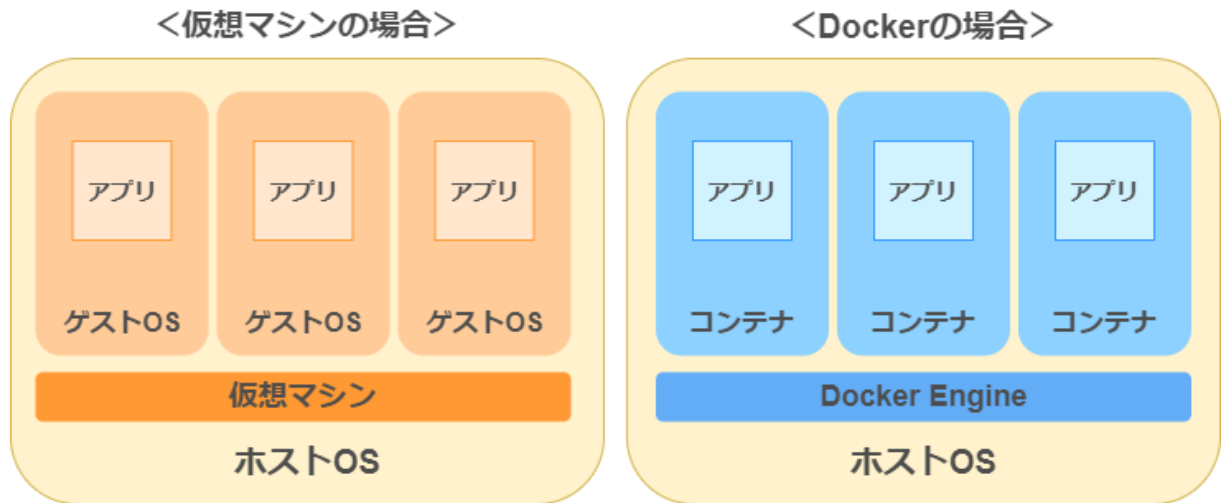 <仮想マシンの場合>
<Dockerの場合>
アプリ
アプリ
アプリ
ゲストOS
ゲストOS
ゲストOS
仮想マシン
ホストOS
アプリ
アプリ
アプリ
コンテナ
コンテナ
コンテナ
Docker Engine
ホストOS